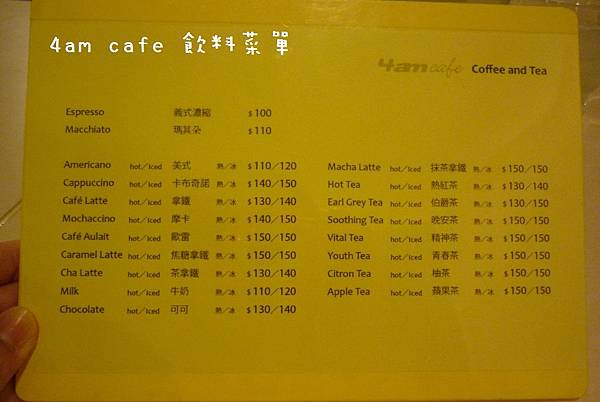 4am cafe 飲料菜單
4am cafe Coffee and Tea
Espresso 義式濃縮 $100
Macchiato 瑪其朵 $110
Americano hot/iced 美式 熱/冰 $110/120
Cappuccino hot/iced 卡布奇諾 熱/冰 $140/150
Café Latte hot/iced 拿鐵 熱/冰 $130/140
Mochaccino hot/iced 摩卡 熱/冰 $140/150
Café Aulait hot/iced 歐雷 熱/冰 $150/150
Caramel Latte hot/iced 焦糖拿鐵 熱/冰 $150/150
Cha Latte hot/iced 茶拿鐵 熱/冰 $130/140
Milk hot/iced 牛奶 熱/冰 $110/120
Chocolate hot/iced 可可 熱/冰 $130/140
Macha Latte hot/iced 抹茶拿鐵 熱/冰 $150/150
Hot Tea hot/iced 熱紅茶 熱/冰 $130/140
Earl Grey Tea hot/iced 伯爵茶 熱/冰 $130/150
Soothing Tea hot/iced 晚安茶 熱/冰 $150/150
Vital Tea hot/iced 精神茶 熱/冰 $150/150
Youth Tea hot/iced 青春茶 熱/冰 $150/150
Citron Tea hot/iced 柚茶 熱/冰 $150/150
Apple Tea hot/iced 蘋果茶 熱/冰 $150/150